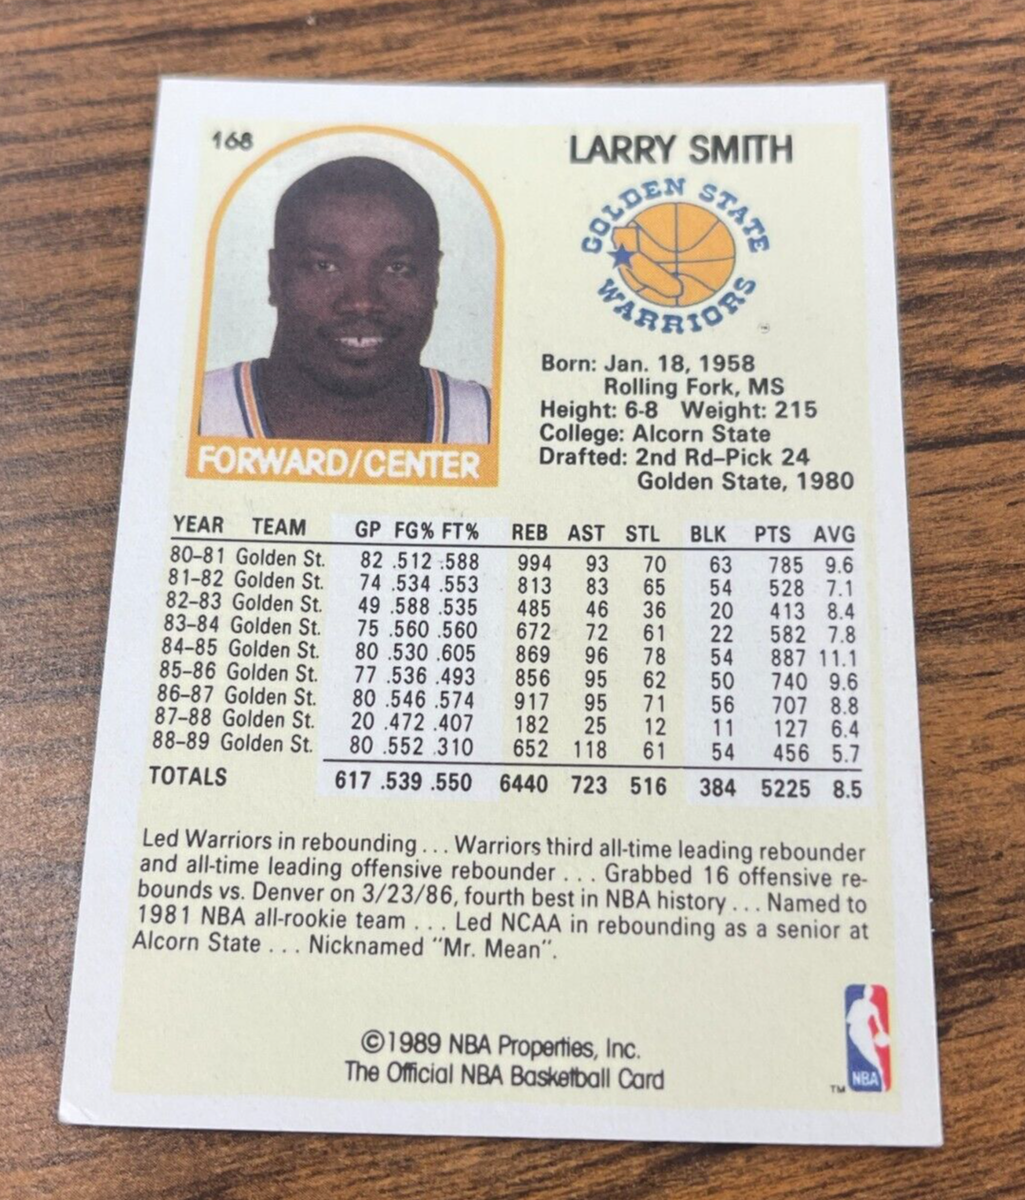 168
LARRY SMITH
GOLDEN STATE
WARRIORS
Born: Jan. 18, 1958
Rolling Fork, MS
Height: 6-8 Weight: 215
College: Alcorn State
Drafted: 2nd Rd–Pick 24
Golden State, 1980
FORWARD/CENTER
YEAR TEAM GP FG% FT% REB AST STL BLK PTS AVG
80–81 Golden St. 82 .512 .588 994 93 70 63 785 9.6
81–82 Golden St. 74 .534 .553 813 83 65 54 528 7.1
82–83 Golden St. 49 .588 .535 485 46 36 20 413 8.4
83–84 Golden St. 75 .560 .560 672 72 61 22 582 7.8
84–85 Golden St. 80 .530 .605 869 96 78 54 887 11.1
85–86 Golden St. 77 .536 .493 856 95 62 50 740 9.6
86–87 Golden St. 80 .546 .574 917 95 71 56 707 8.8
87–88 Golden St. 20 .472 .407 182 25 12 11 127 6.4
88–89 Golden St. 80 .552 .310 652 118 61 54 456 5.7
TOTALS 617 .539 .550 6440 723 516 384 5225 8.5
Led Warriors in rebounding . . . Warriors third all-time leading rebounder
and all-time leading offensive rebounder . . . Grabbed 16 offensive re-
bounds vs. Denver on 3/23/86, fourth best in NBA history . . . Named to
1981 NBA all-rookie team . . . Led NCAA in rebounding as a senior at
Alcorn State . . . Nicknamed "Mr. Mean".
©1989 NBA Properties, Inc.
The Official NBA Basketball Card
TM NBA